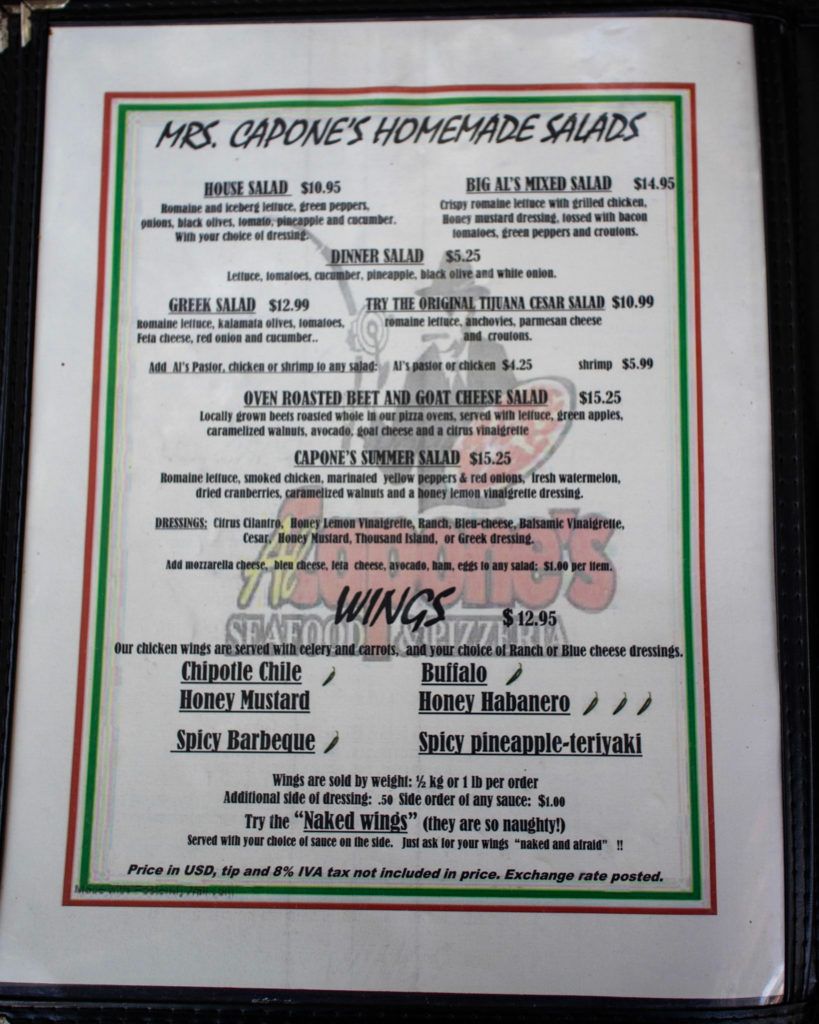 MRS. CAPONE'S HOMEMADE SALADS
HOUSE SALAD $10.95
Romaine and iceberg lettuce, green peppers,
onions, black olives, tomato, pineapple and cucumber.
With your choice of dressing.
BIG AL'S MIXED SALAD $14.95
Crispy romaine lettuce with grilled chicken,
Honey mustard dressing, tossed with bacon
tomatoes, green peppers and croutons.
DINNER SALAD $5.25
Lettuce, tomatoes, cucumber, pineapple, black olive and white onion.
GREEK SALAD $12.99
Romaine lettuce, kalamata olives, tomatoes,
Feta cheese, red onion and cucumber..
TRY THE ORIGINAL TIJUANA CESAR SALAD $10.99
romaine lettuce, anchovies, parmesan cheese
and croutons.
Add Al's Pastor, chicken or shrimp to any salad: Al's pastor or chicken $4.25 shrimp $5.99
OVEN ROASTED BEET AND GOAT CHEESE SALAD $15.25
Locally grown beets roasted whole in our pizza ovens, served with lettuce, green apples,
caramelized walnuts, avocado, goat cheese and a citrus vinaigrette
CAPONE'S SUMMER SALAD $15.25
Romaine lettuce, smoked chicken, marinated yellow peppers & red onions, fresh watermelon,
dried cranberries, caramelized walnuts and a honey lemon vinaigrette dressing.
DRESSINGS: Citrus Cilantro, Honey Lemon Vinaigrette, Ranch, Bleu-cheese, Balsamic Vinaigrette,
Cesar, Honey Mustard, Thousand Island, or Greek dressing.
Add mozzarella cheese, bleu cheese, feta cheese, avocado, ham, eggs to any salad: $1.00 per item.
Al Capone's
SEAFOOD & PIZZERIA
WINGS $12.95
Our chicken wings are served with celery and carrots, and your choice of Ranch or Blue cheese dressings.
Chipotle Chile
Buffalo
Honey Mustard
Honey Habanero
Spicy Barbeque
Spicy pineapple-teriyaki
Wings are sold by weight: ½ kg or 1 lb per order
Additional side of dressing: .50 Side order of any sauce: $1.00
Try the "Naked wings" (they are so naughty!)
Served with your choice of sauce on the side. Just ask for your wings "naked and afraid" !!
Price in USD, tip and 8% IVA tax not included in price. Exchange rate posted.